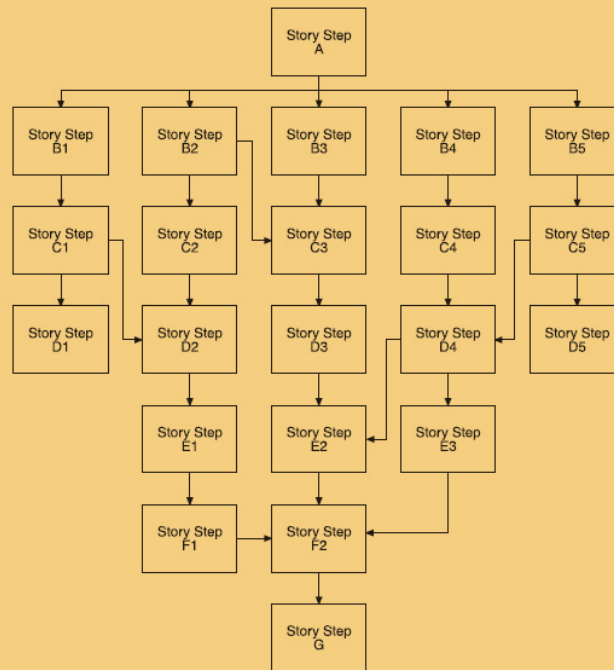 Story Step
A
Story Step
B1
Story Step
B2
Story Step
B3
Story Step
B4
Story Step
B5
Story Step
C1
Story Step
C2
Story Step
C3
Story Step
C4
Story Step
C5
Story Step
D1
Story Step
D2
Story Step
D3
Story Step
D4
Story Step
D5
Story Step
E1
Story Step
E2
Story Step
E3
Story Step
F1
Story Step
F2
Story Step
G